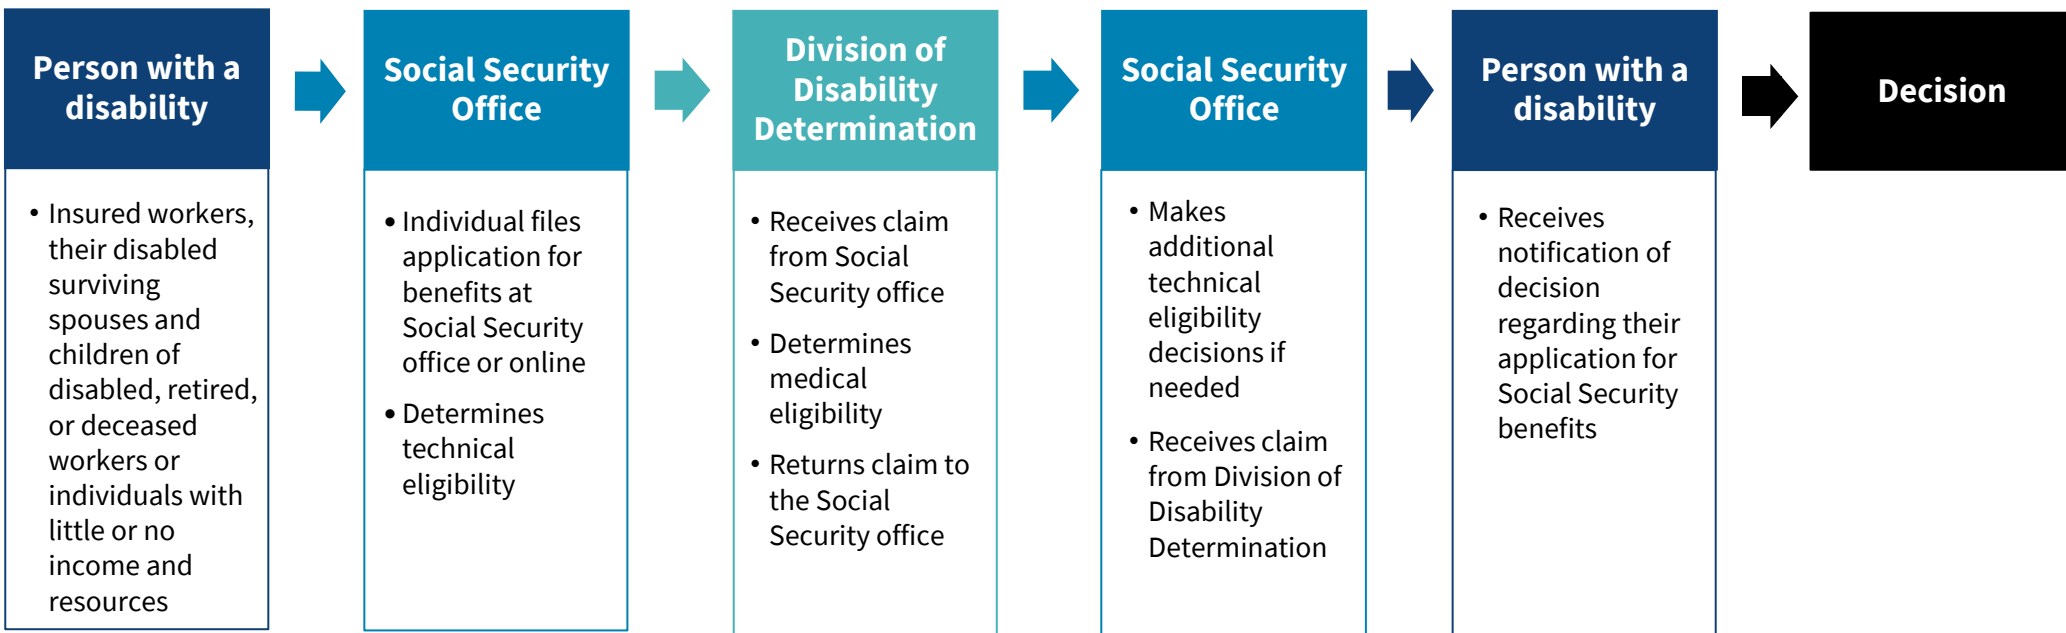 Person with a
disability
• Insured workers,
their disabled
surviving
spouses and
children of
disabled, retired,
or deceased
workers or
individuals with
little or no
income and
resources
Social Security
Office
• Individual files
application for
benefits at
Social Security
office or online
• Determines
technical
eligibility
Division of
Disability
Determination
• Receives claim
from Social
Security office
• Determines
medical
eligibility
• Returns claim to
the Social
Security office
Social Security
Office
• Makes
additional
technical
eligibility
decisions if
needed
• Receives claim
from Division of
Disability
Determination
Person with a
disability
• Receives
notification of
decision
regarding their
application for
Social Security
benefits
Decision